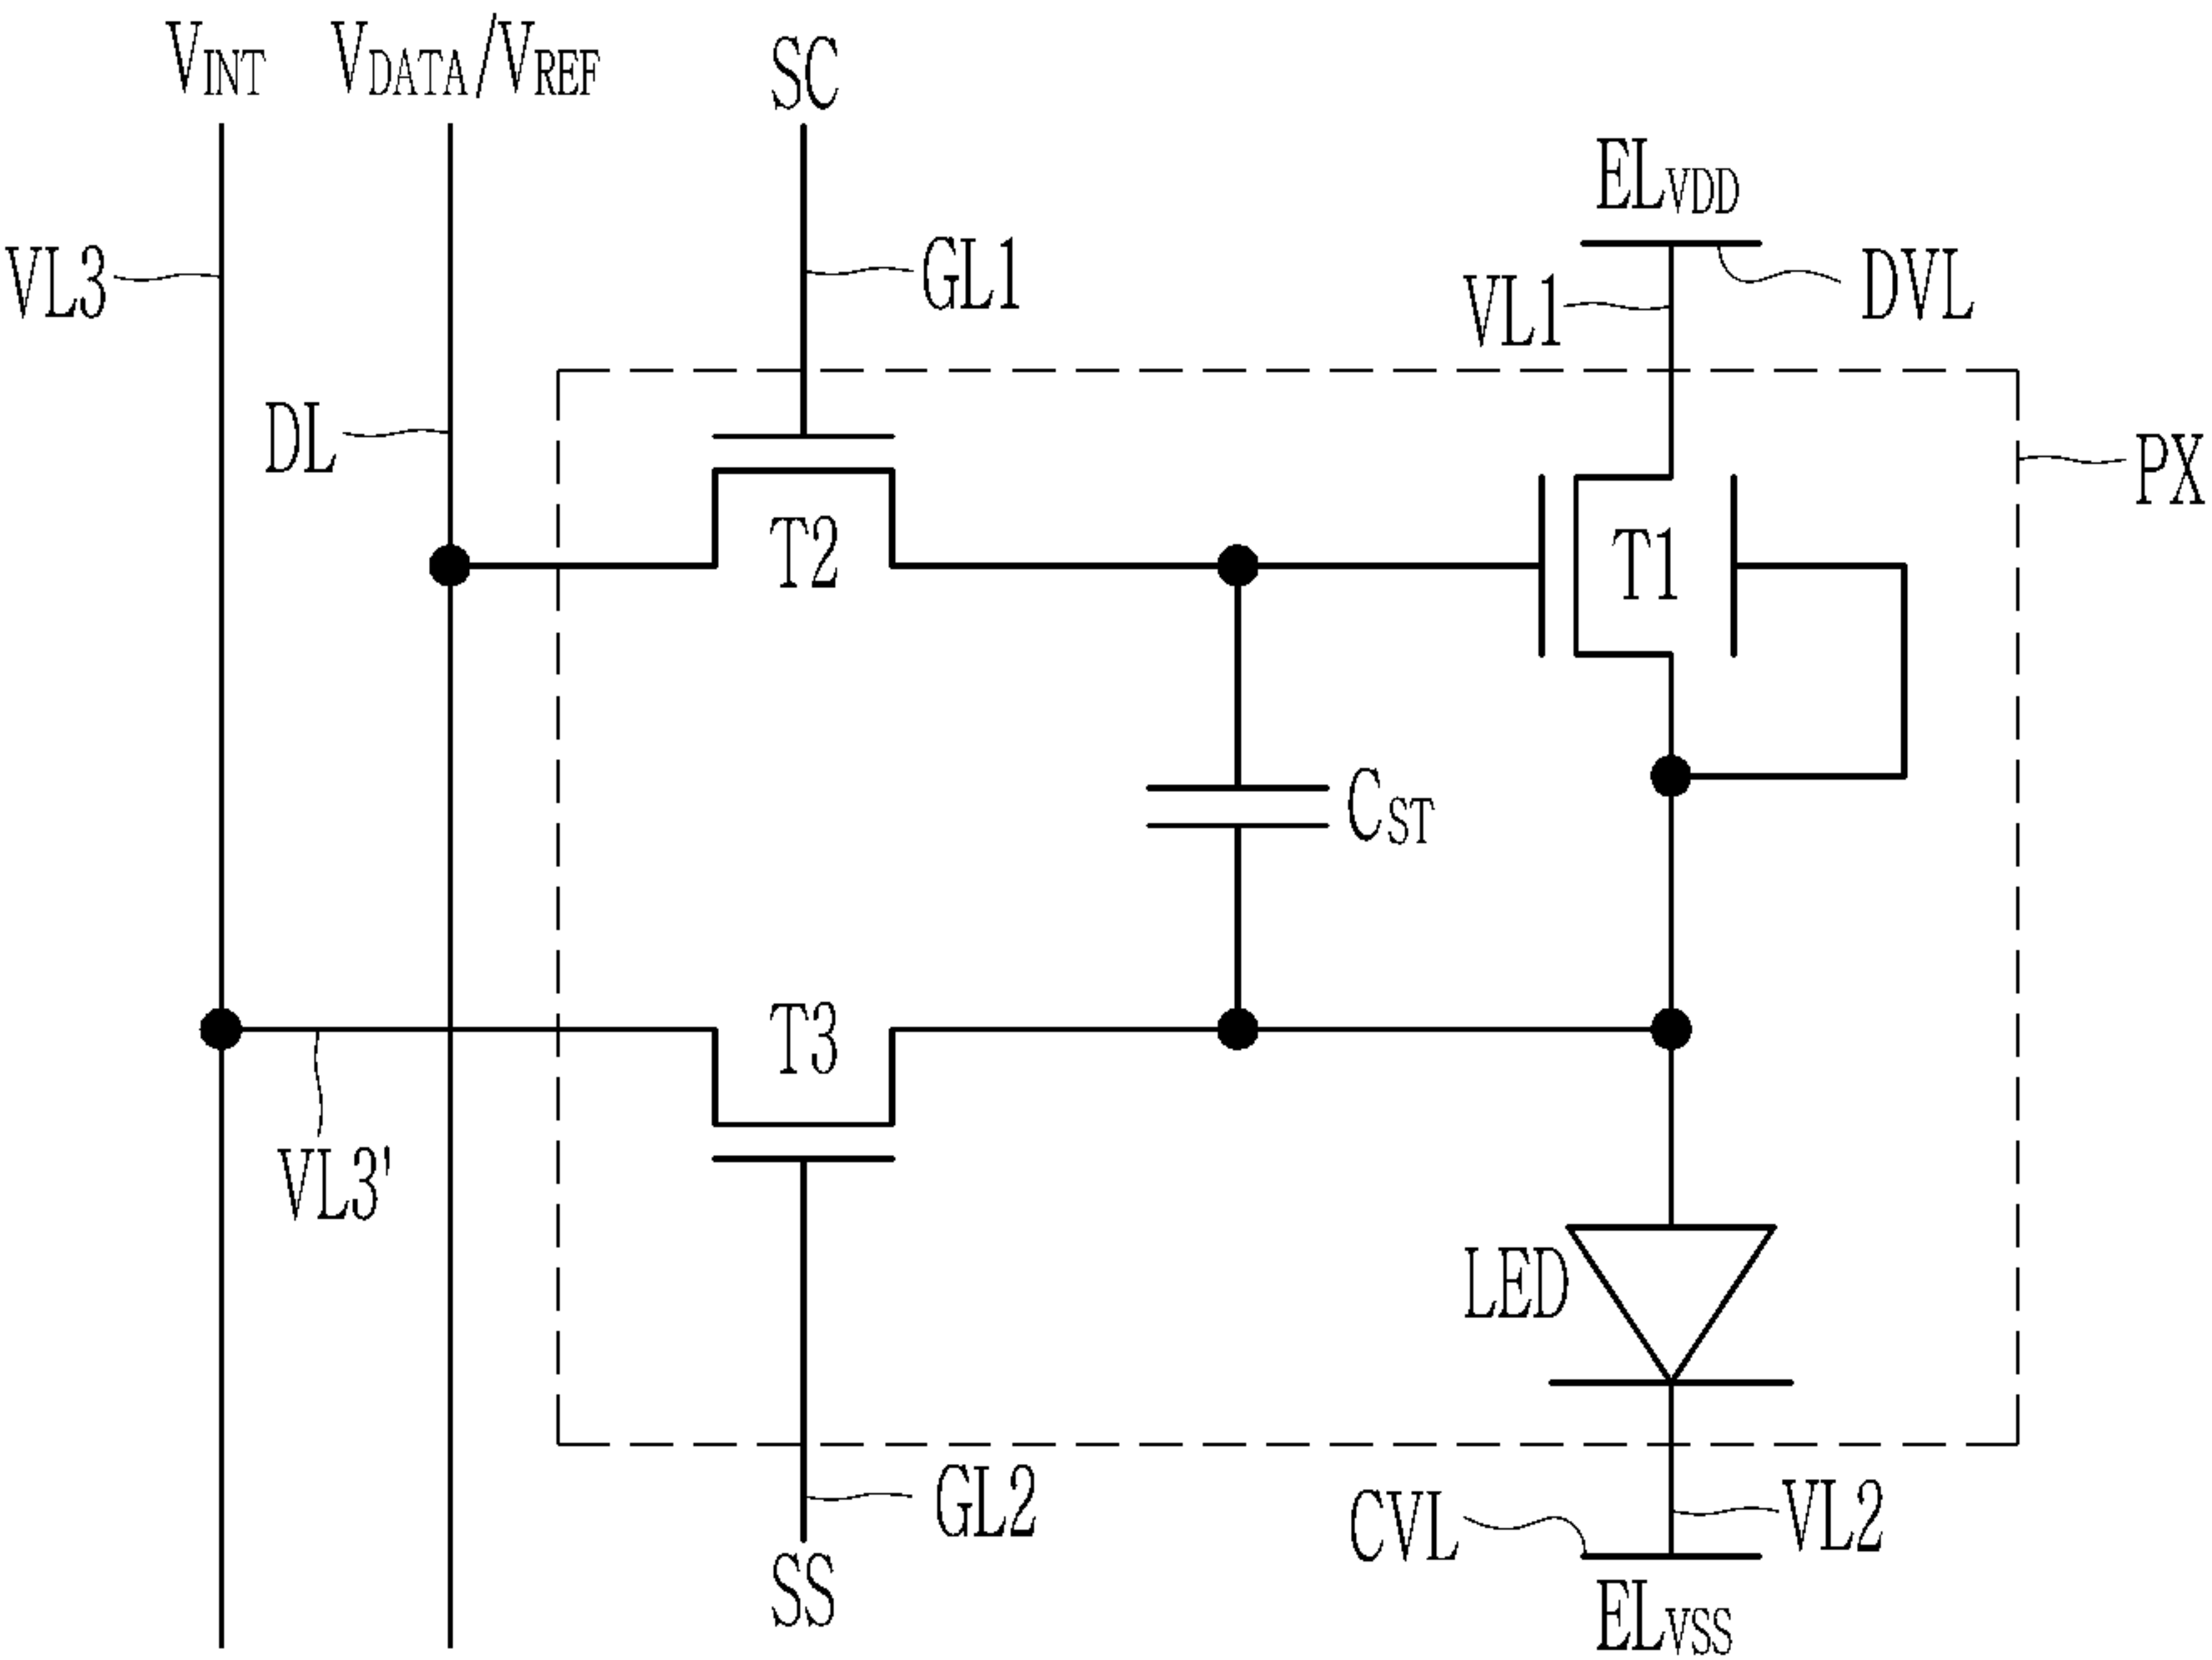 VINT
VDATA/VREF
SC
ELVDD
VL3
GL1
VL1
DVL
DL
PX
T2
T1
CST
T3
VL3'
LED
GL2
CVL
VL2
SS
ELVSS